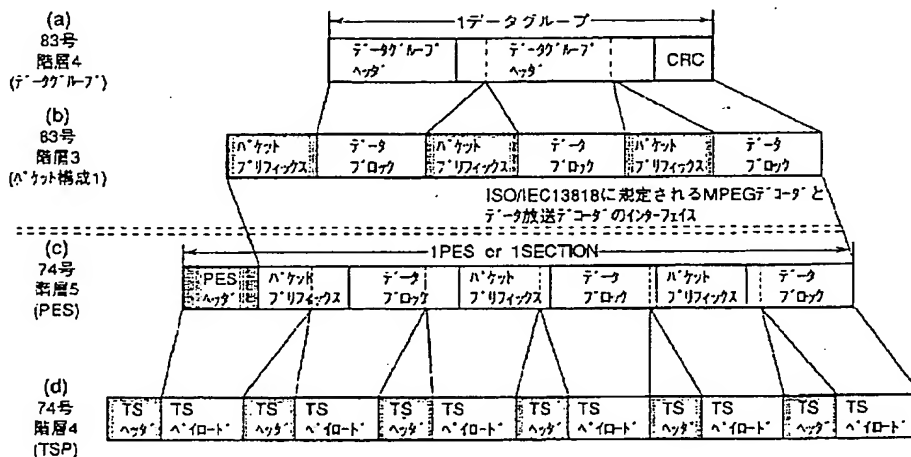 (a)
83号
階層4
(データグループ)
1データグループ
データグループ
ヘッダ
データグループ
ヘッダ
CRC
(b)
83号
階層3
(パケット構成1)
パケット
プリフィックス
データ
ブロック
パケット
プリフィックス
データ
ブロック
パケット
プリフィックス
データ
ブロック
ISO/IEC13818に規定されるMPEGデコーダと
データ放送デコーダのインターフェイス
(c)
74号
階層5
(PES)
1PES or 1SECTION
PES
ヘッダ
パケット
プリフィックス
データ
ブロック
パケット
プリフィックス
データ
ブロック
パケット
プリフィックス
データ
ブロック
(d)
74号
階層4
(TSP)
TS
ヘッダ
TS
ペイロード
TS
ヘッダ
TS
ペイロード
TS
ヘッダ
TS
ペイロード
TS
ヘッダ
TS
ペイロード
TS
ヘッダ
TS
ペイロード
TS
ヘッダ
TS
ペイロード